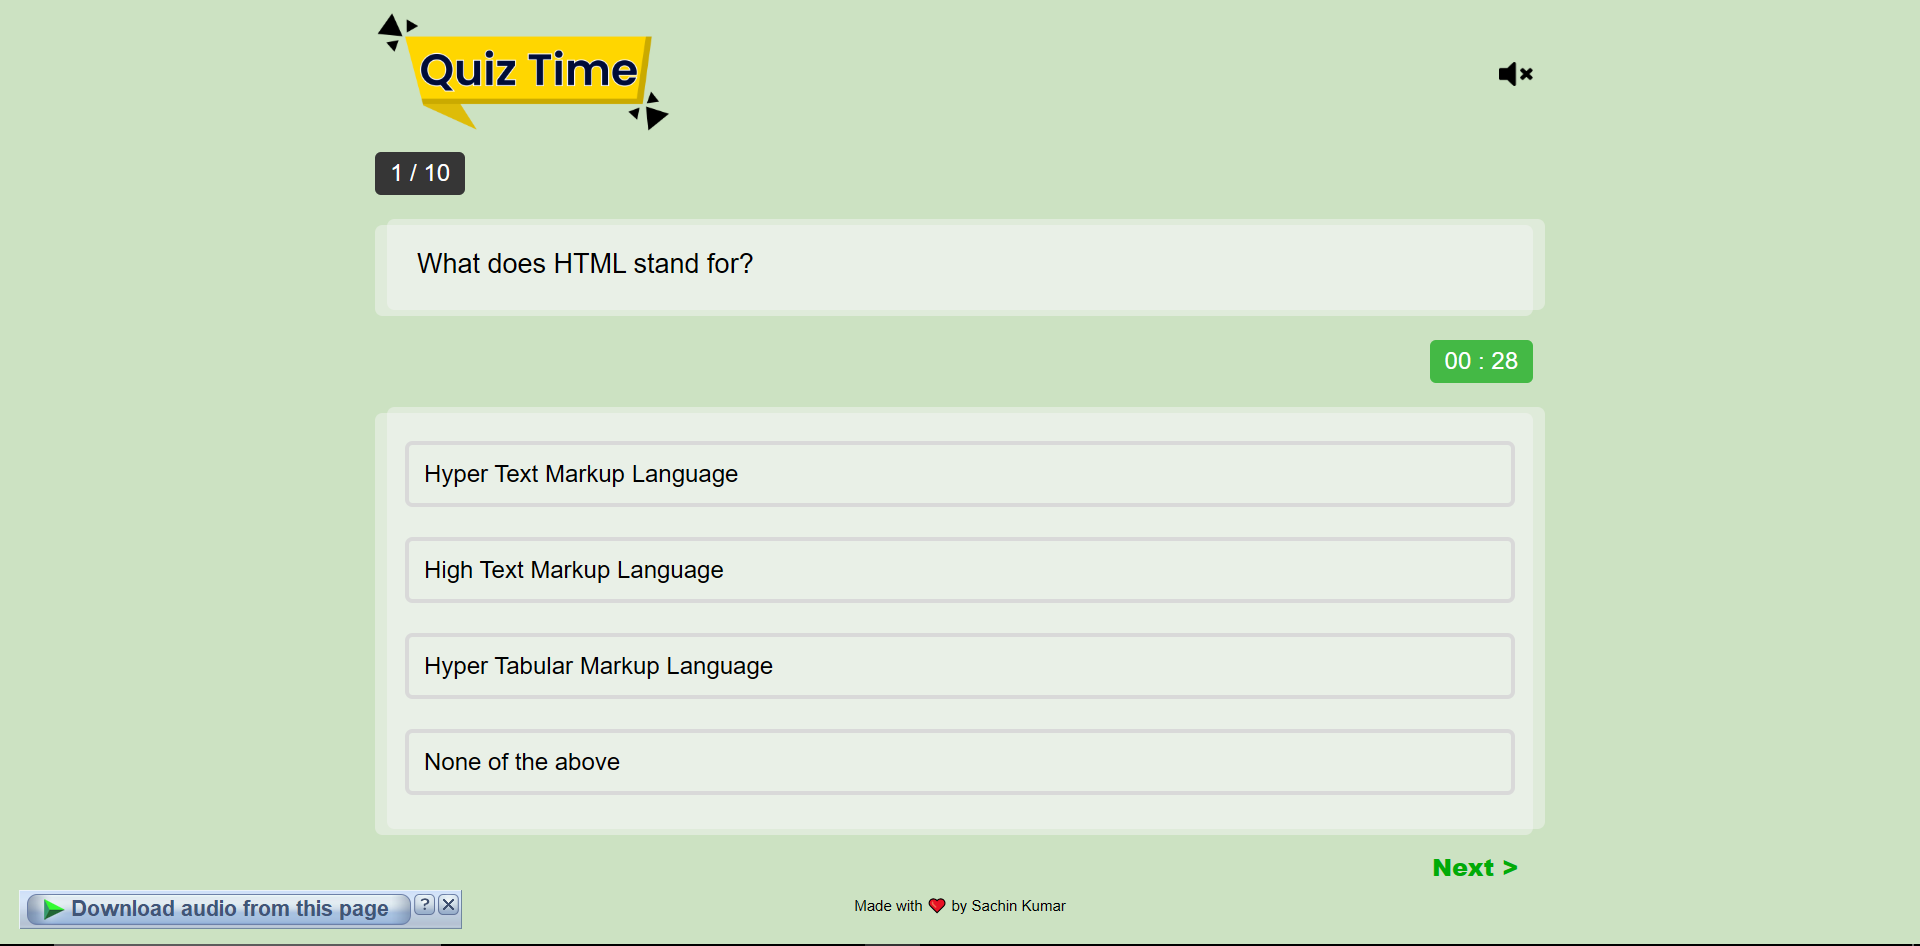 Quiz Time
1 / 10
What does HTML stand for?
00 : 28
Hyper Text Markup Language
High Text Markup Language
Hyper Tabular Markup Language
None of the above
Next >
Download audio from this page ?
Made with ❤ by Sachin Kumar